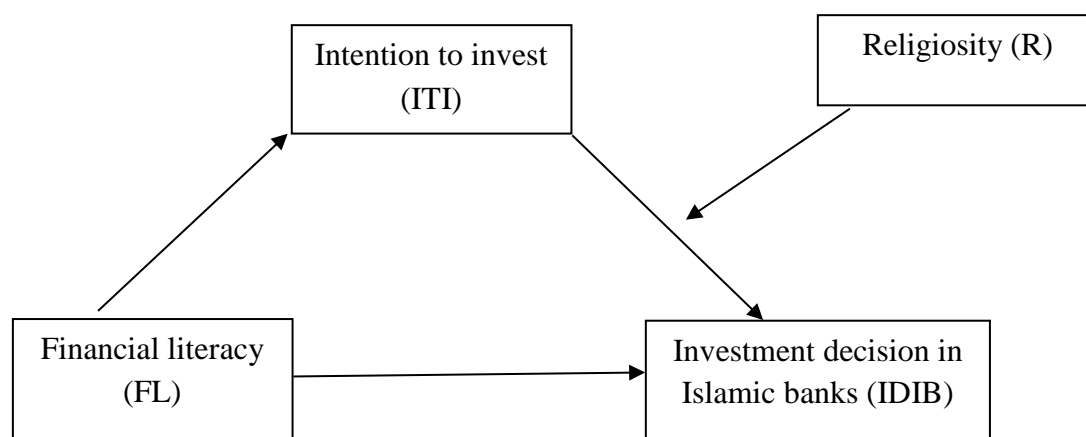 Intention to invest
(ITI)
Religiosity (R)
Financial literacy
(FL)
Investment decision in
Islamic banks (IDIB)